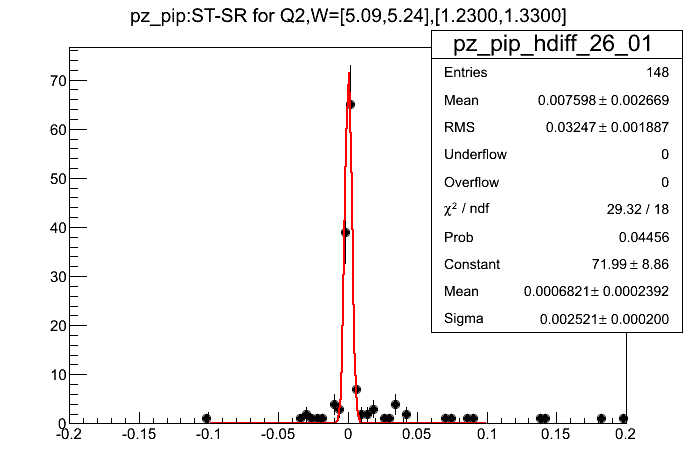 pz_pip:ST-SR for Q2,W=[5.09,5.24],[1.2300,1.3300]
pz_pip_hdiff_26_01
Entries 148
Mean 0.007598 ± 0.002669
RMS 0.03247 ± 0.001887
Underflow 0
Overflow 0
χ² / ndf 29.32 / 18
Prob 0.04456
Constant 71.99 ± 8.86
Mean 0.0006821 ± 0.0002392
Sigma 0.002521 ± 0.000200
70
60
50
40
30
20
10
0
-0.2 -0.15 -0.1 -0.05 0 0.05 0.1 0.15 0.2